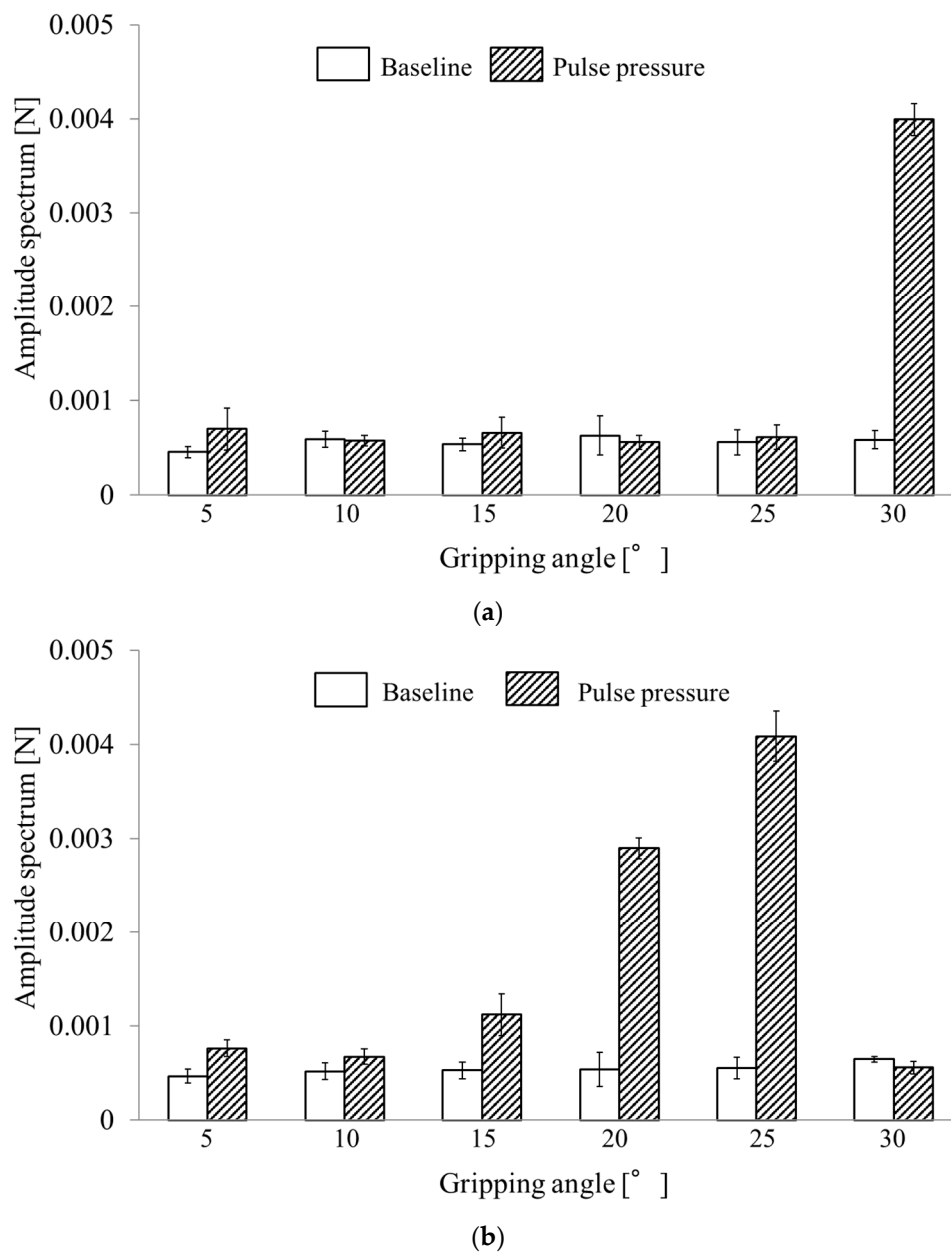 0.005
Baseline Pulse pressure
0.004
0.003
0.002
0.001
0
Amplitude spectrum [N]
5 10 15 20 25 30
Gripping angle [° ]
(a)
0.005
Baseline Pulse pressure
0.004
0.003
0.002
0.001
0
Amplitude spectrum [N]
5 10 15 20 25 30
Gripping angle [° ]
(b)